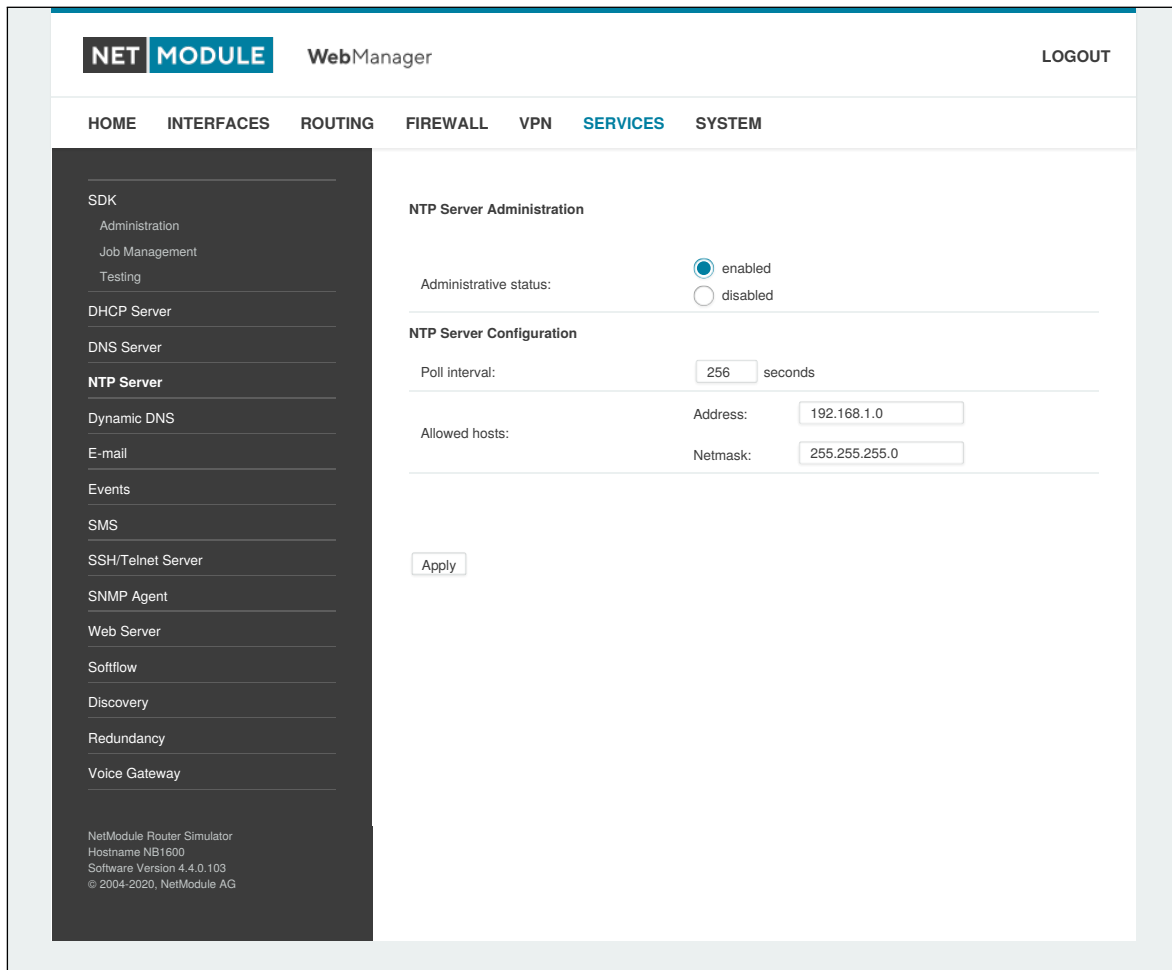 NET MODULE WebManager LOGOUT
HOME INTERFACES ROUTING FIREWALL VPN SERVICES SYSTEM
SDK
Administration
Job Management
Testing
DHCP Server
DNS Server
NTP Server
Dynamic DNS
E-mail
Events
SMS
SSH/Telnet Server
SNMP Agent
Web Server
Softflow
Discovery
Redundancy
Voice Gateway
NetModule Router Simulator
Hostname NB1600
Software Version 4.4.0.103
© 2004-2020, NetModule AG
NTP Server Administration
Administrative status:
enabled
disabled
NTP Server Configuration
Poll interval: 256 seconds
Allowed hosts:
Address: 192.168.1.0
Netmask: 255.255.255.0
Apply